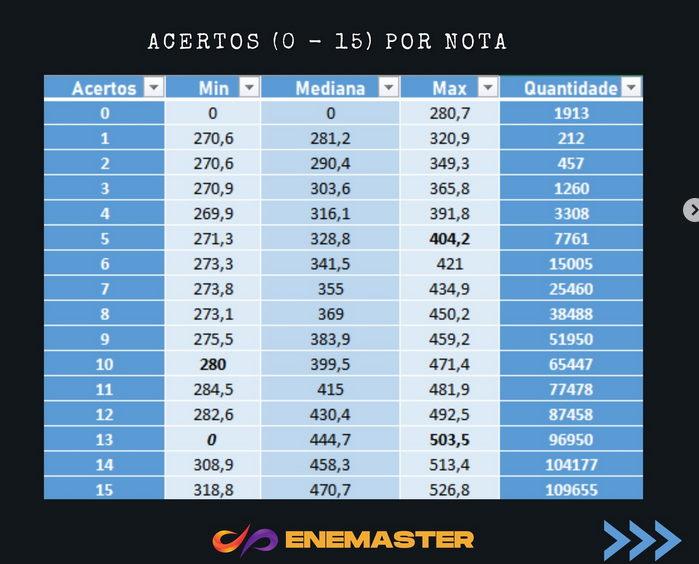 ACERTOS (0 - 15) POR NOTA
Acertos Min Mediana Max Quantidade
0 0 0 280,7 1913
1 270,6 281,2 320,9 212
2 270,6 290,4 349,3 457
3 270,9 303,6 365,8 1260
4 269,9 316,1 391,8 3308
5 271,3 328,8 404,2 7761
6 273,3 341,5 421 15005
7 273,8 355 434,9 25460
8 273,1 369 450,2 38488
9 275,5 383,9 459,2 51950
10 280 399,5 471,4 65447
11 284,5 415 481,9 77478
12 282,6 430,4 492,5 87458
13 0 444,7 503,5 96950
14 308,9 458,3 513,4 104177
15 318,8 470,7 526,8 109655
ENEMASTER